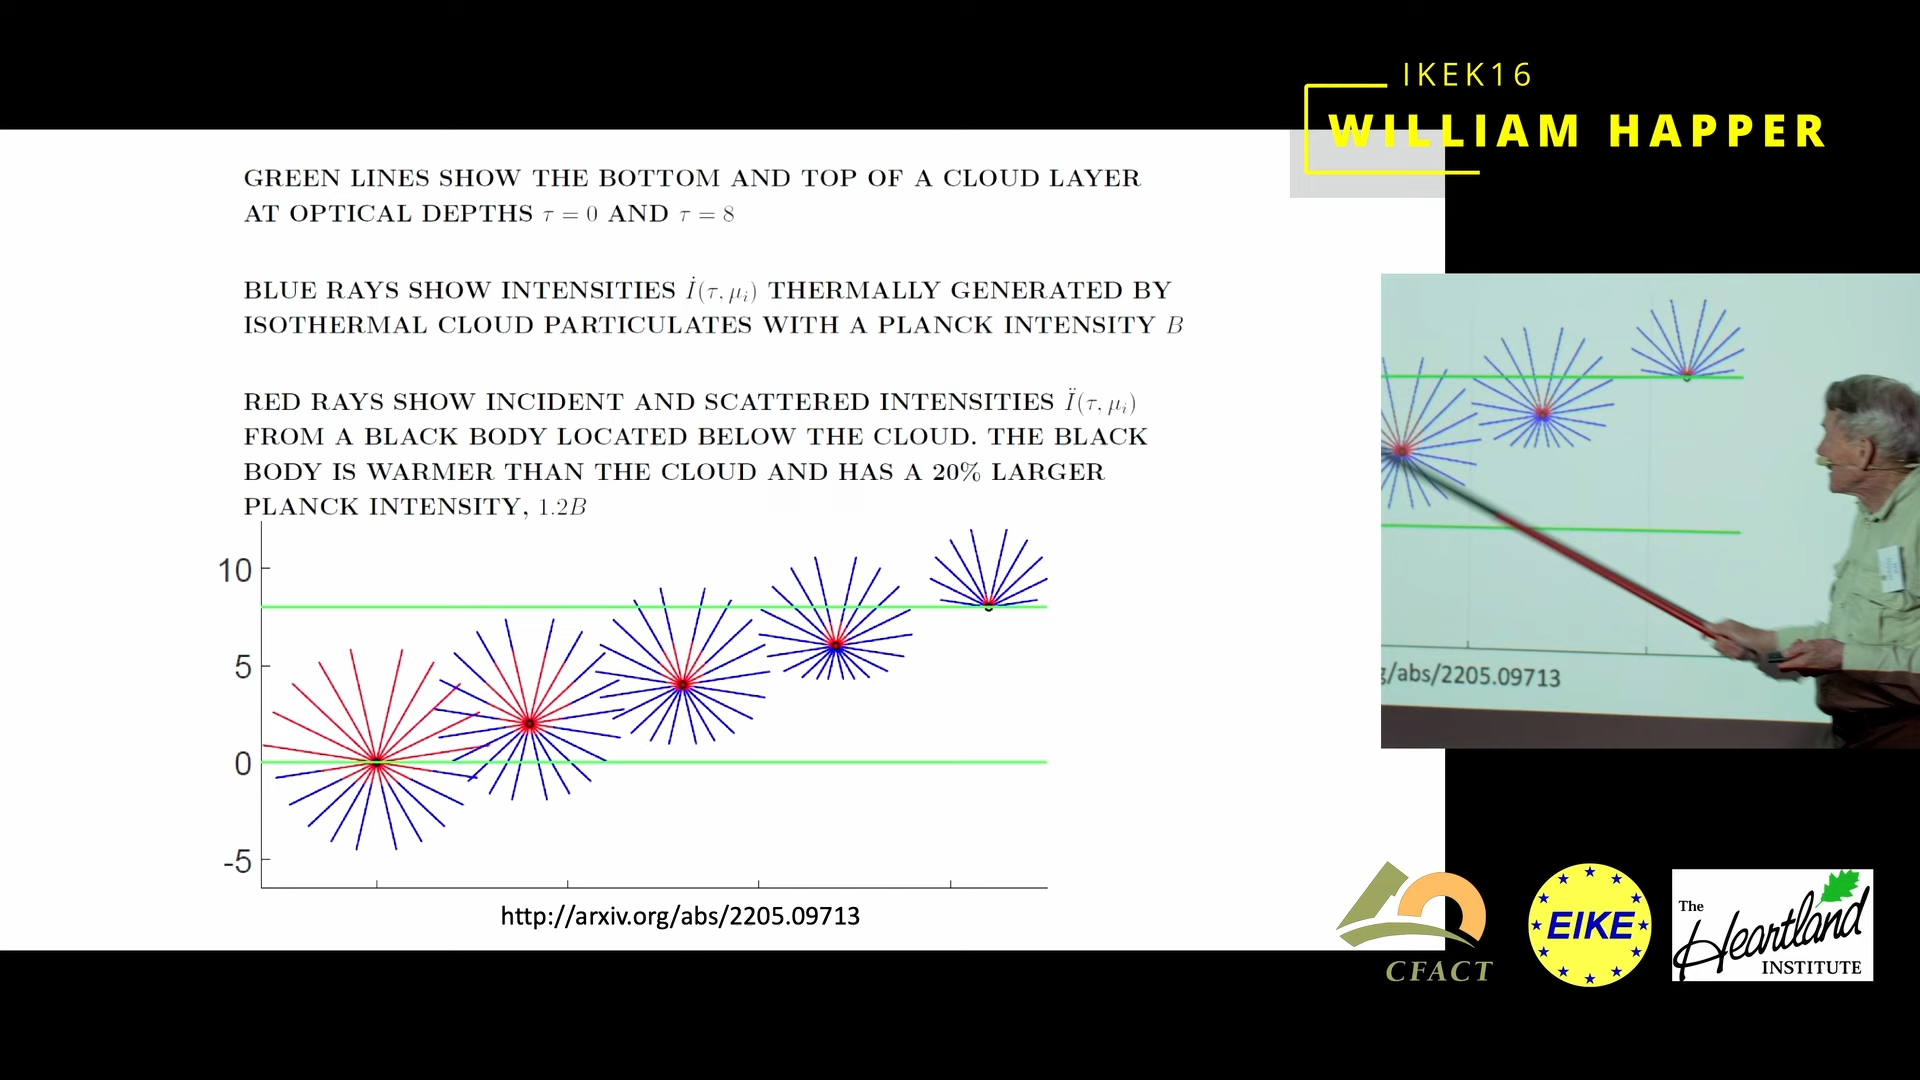 IKEK16
WILLIAM HAPPER
GREEN LINES SHOW THE BOTTOM AND TOP OF A CLOUD LAYER
AT OPTICAL DEPTHS τ = 0 AND τ = 8
BLUE RAYS SHOW INTENSITIES İ(τ, μᵢ) THERMALLY GENERATED BY
ISOTHERMAL CLOUD PARTICULATES WITH A PLANCK INTENSITY B
RED RAYS SHOW INCIDENT AND SCATTERED INTENSITIES Ï(τ, μᵢ)
FROM A BLACK BODY LOCATED BELOW THE CLOUD. THE BLACK
BODY IS WARMER THAN THE CLOUD AND HAS A 20% LARGER
PLANCK INTENSITY, 1.2B
10
5
0
-5
http://arxiv.org/abs/2205.09713
/abs/2205.09713
CFACT
EIKE
The
Heartland
INSTITUTE